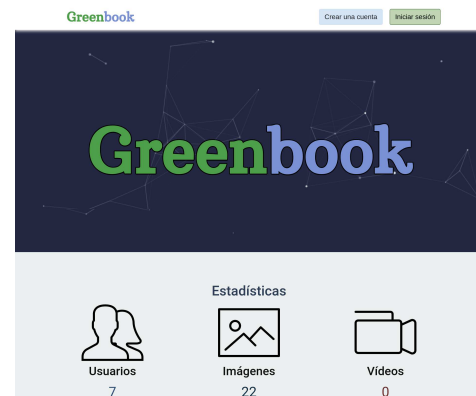 Greenbook
Crear una cuenta
Iniciar sesión
Greenbook
Estadísticas
Usuarios
Imágenes
Vídeos
7
22
0